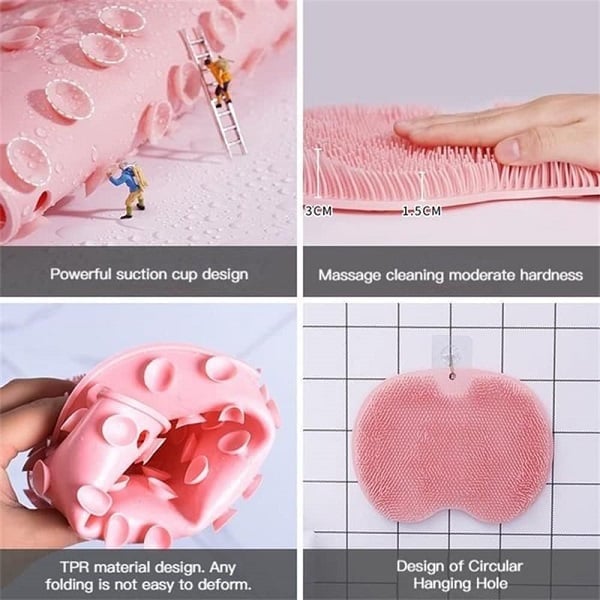 3CM
1.5CM
Powerful suction cup design
Massage cleaning moderate hardness
TPR material design. Any
folding is not easy to deform.
Design of Circular
Hanging Hole